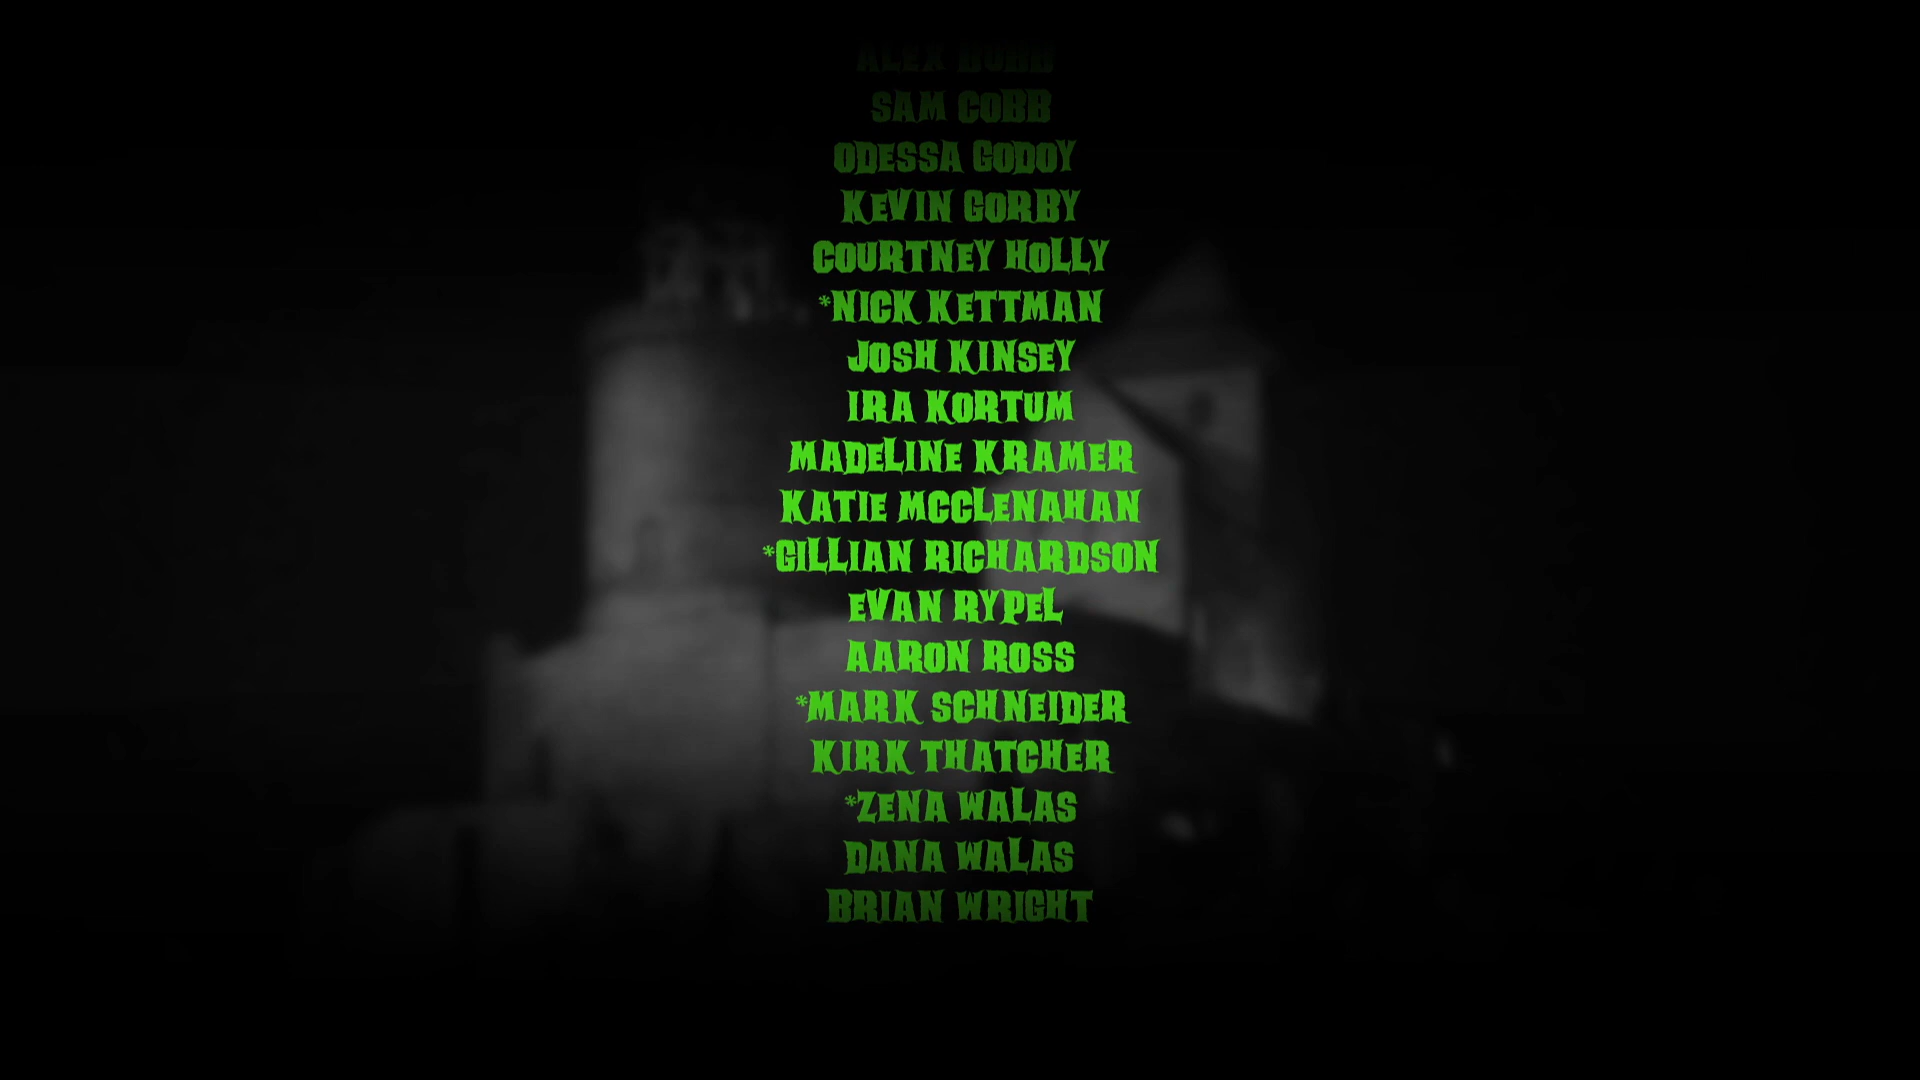 ALEX
SAM COBB
ODESSA GODOY
KEVIN GORBY
COURTNEY HOLLY
*NICK KETTMAN
JOSH KINSEY
IRA KORTUM
MADELINE KRAMER
KATIE MCCLENAHAN
*GILLIAN RICHARDSON
EVAN RYPEL
AARON ROSS
*MARK SCHNEIDER
KIRK THATCHER
*ZENA WALAS
DANA WALAS
BRIAN WRIGHT